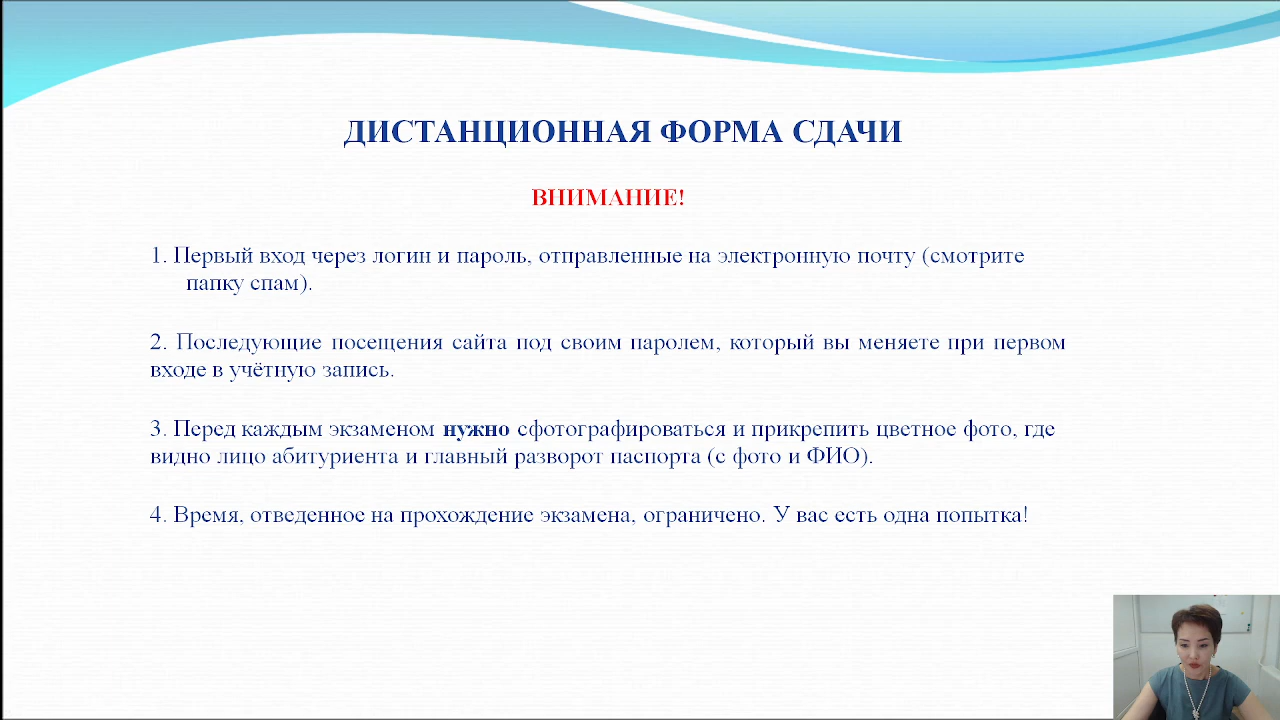 ДИСТАНЦИОННАЯ ФОРМА СДАЧИ
ВНИМАНИЕ!
1. Первый вход через логин и пароль, отправленные на электронную почту (смотрите
папку спам).
2. Последующие посещения сайта под своим паролем, который вы меняете при первом
входе в учётную запись.
3. Перед каждым экзаменом нужно сфотографироваться и прикрепить цветное фото, где
видно лицо абитуриента и главный разворот паспорта (с фото и ФИО).
4. Время, отведенное на прохождение экзамена, ограничено. У вас есть одна попытка!